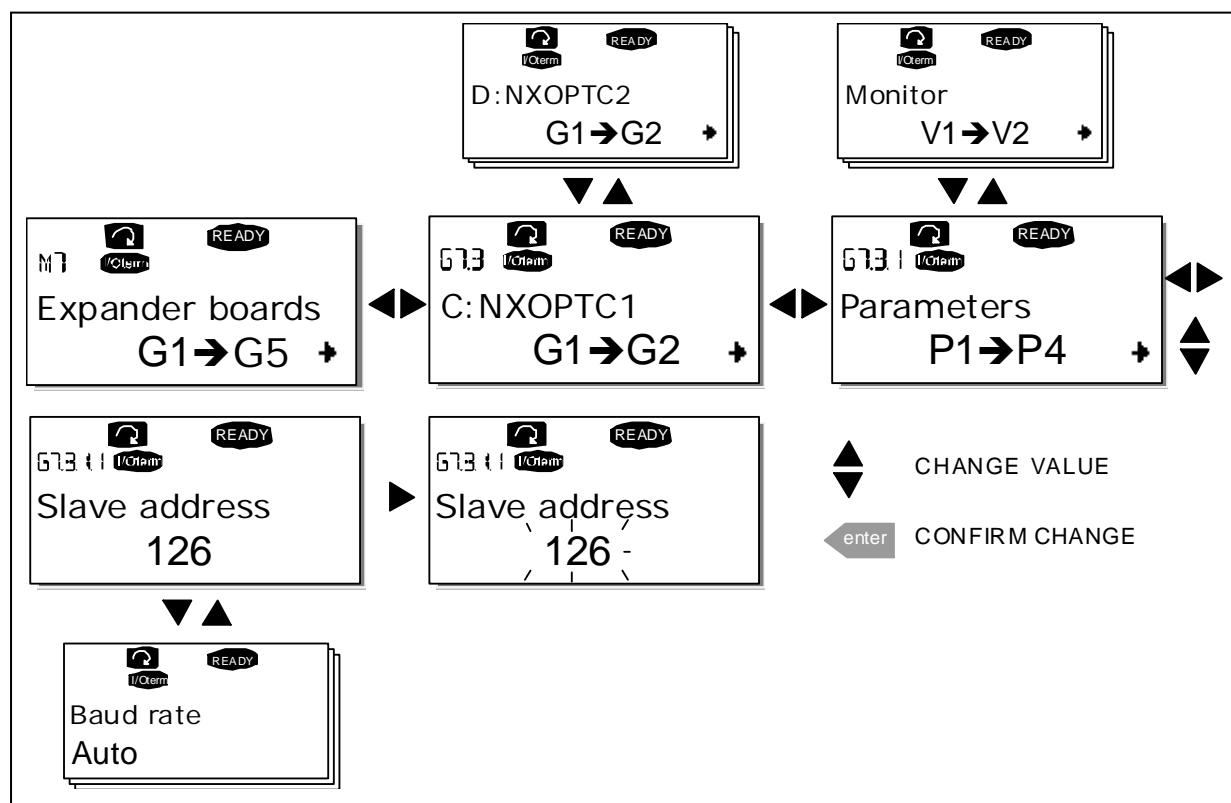 READY
I/Oterm
D:NXOPTC2
G1➔G2
READY
I/Oterm
Monitor
V1➔V2
READY
M7 I/Oterm
Expander boards
G1➔G5
READY
G7.3 I/Oterm
C:NXOPTC1
G1➔G2
READY
G7.3.1 I/Oterm
Parameters
P1➔P4
READY
G7.3.1.1 I/Oterm
Slave address
126
READY
G7.3.1.1 I/Oterm
Slave address
126
CHANGE VALUE
enter CONFIRM CHANGE
READY
I/Oterm
Baud rate
Auto